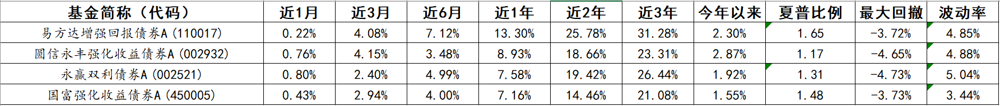 基金简称（代码） 近1月 近3月 近6月 近1年 近2年 近3年 今年以来 夏普比例 最大回撤 波动率
易方达增强回报债券A(110017) 0.22% 4.08% 7.12% 13.30% 25.78% 31.28% 2.30% 1.65 -3.72% 4.85%
圆信永丰强化收益债券A(002932) 0.76% 4.15% 3.48% 8.93% 18.66% 23.31% 2.87% 1.17 -4.65% 4.88%
永赢双利债券A(002521) 0.80% 2.40% 4.99% 7.58% 19.42% 26.44% 1.92% 1.31 -4.73% 5.04%
国富强化收益债券A(450005) 0.43% 2.94% 4.00% 7.16% 14.46% 21.08% 1.55% 1.48 -3.73% 3.44%